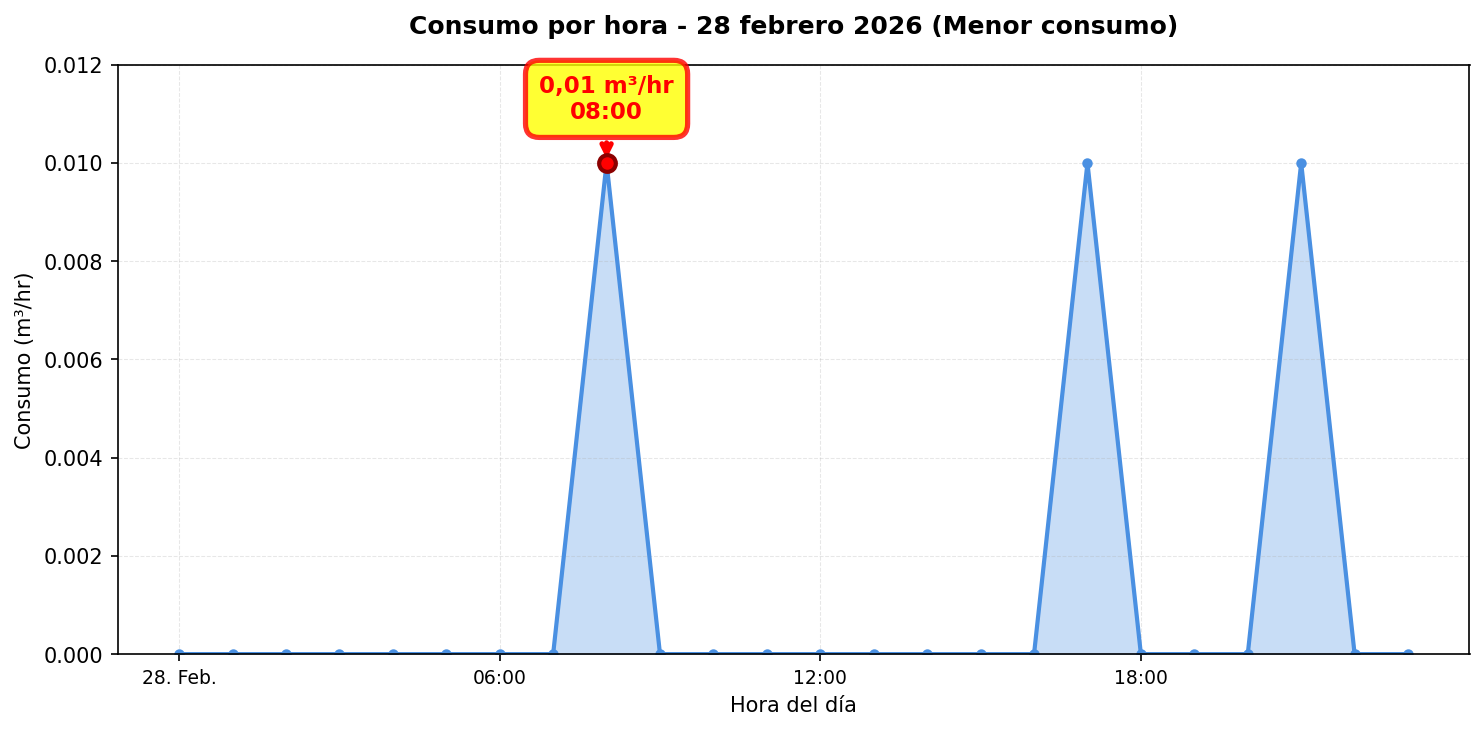 Consumo por hora - 28 febrero 2026 (Menor consumo)
0,01 m³/hr
08:00
0.012
0.010
0.008
0.006
0.004
0.002
0.000
Consumo (m³/hr)
28. Feb.
06:00
12:00
18:00
Hora del día